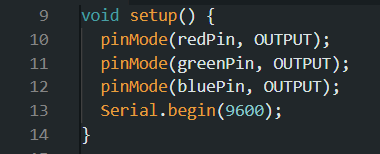 9 void setup() {
10 pinMode(redPin, OUTPUT);
11 pinMode(greenPin, OUTPUT);
12 pinMode(bluePin, OUTPUT);
13 Serial.begin(9600);
14 }